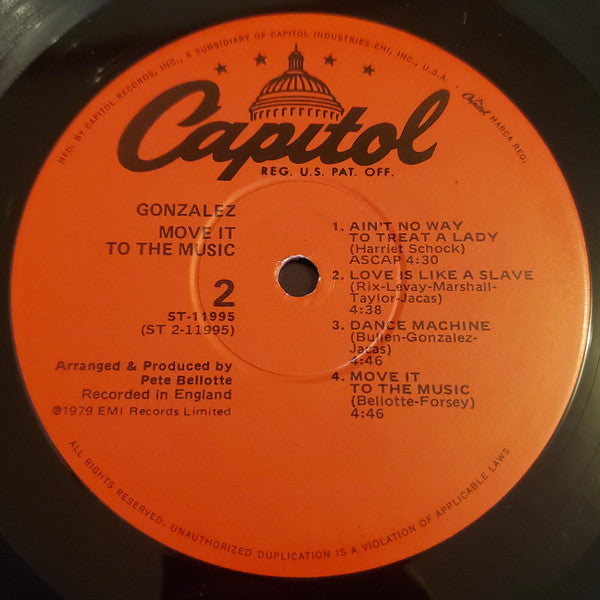 MFD. BY CAPITOL RECORDS, INC., A SUBSIDIARY OF CAPITOL INDUSTRIES-EMI, INC., U.S.A.
Capitol MARCA REG.
Capitol
REG. U.S. PAT. OFF.
GONZALEZ
MOVE IT
TO THE MUSIC
2
ST-11995
(ST 2-11995)
Arranged & Produced by
Pete Bellotte
Recorded in England
℗1979 EMI Records Limited
1. AIN'T NO WAY
TO TREAT A LADY
(Harriet Schock)
ASCAP 4:30
2. LOVE IS LIKE A SLAVE
(Rix-Levay-Marshall-
Taylor-Jacas)
4:38
3. DANCE MACHINE
(Bullen-Gonzalez-
Jacas)
4:46
4. MOVE IT
TO THE MUSIC
(Bellotte-Forsey)
4:46
ALL RIGHTS RESERVED. UNAUTHORIZED DUPLICATION IS A VIOLATION OF APPLICABLE LAWS